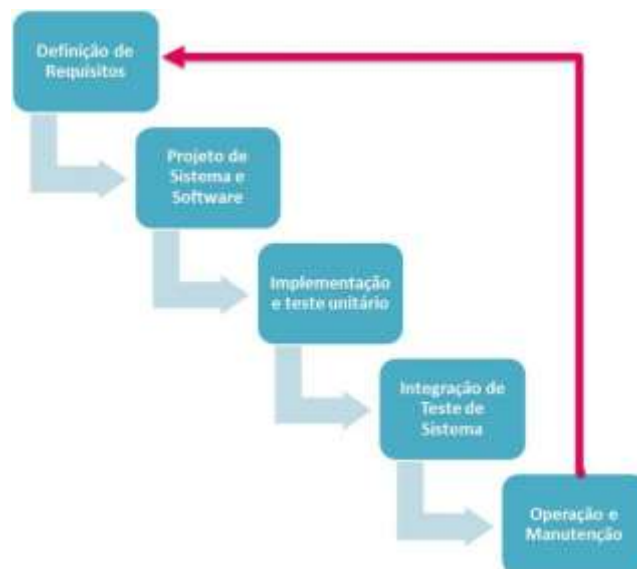 Definição de
Requisitos
Projeto de
Sistema e
Software
Implementação
e teste unitário
Integração de
Teste de
Sistema
Operação e
Manutenção